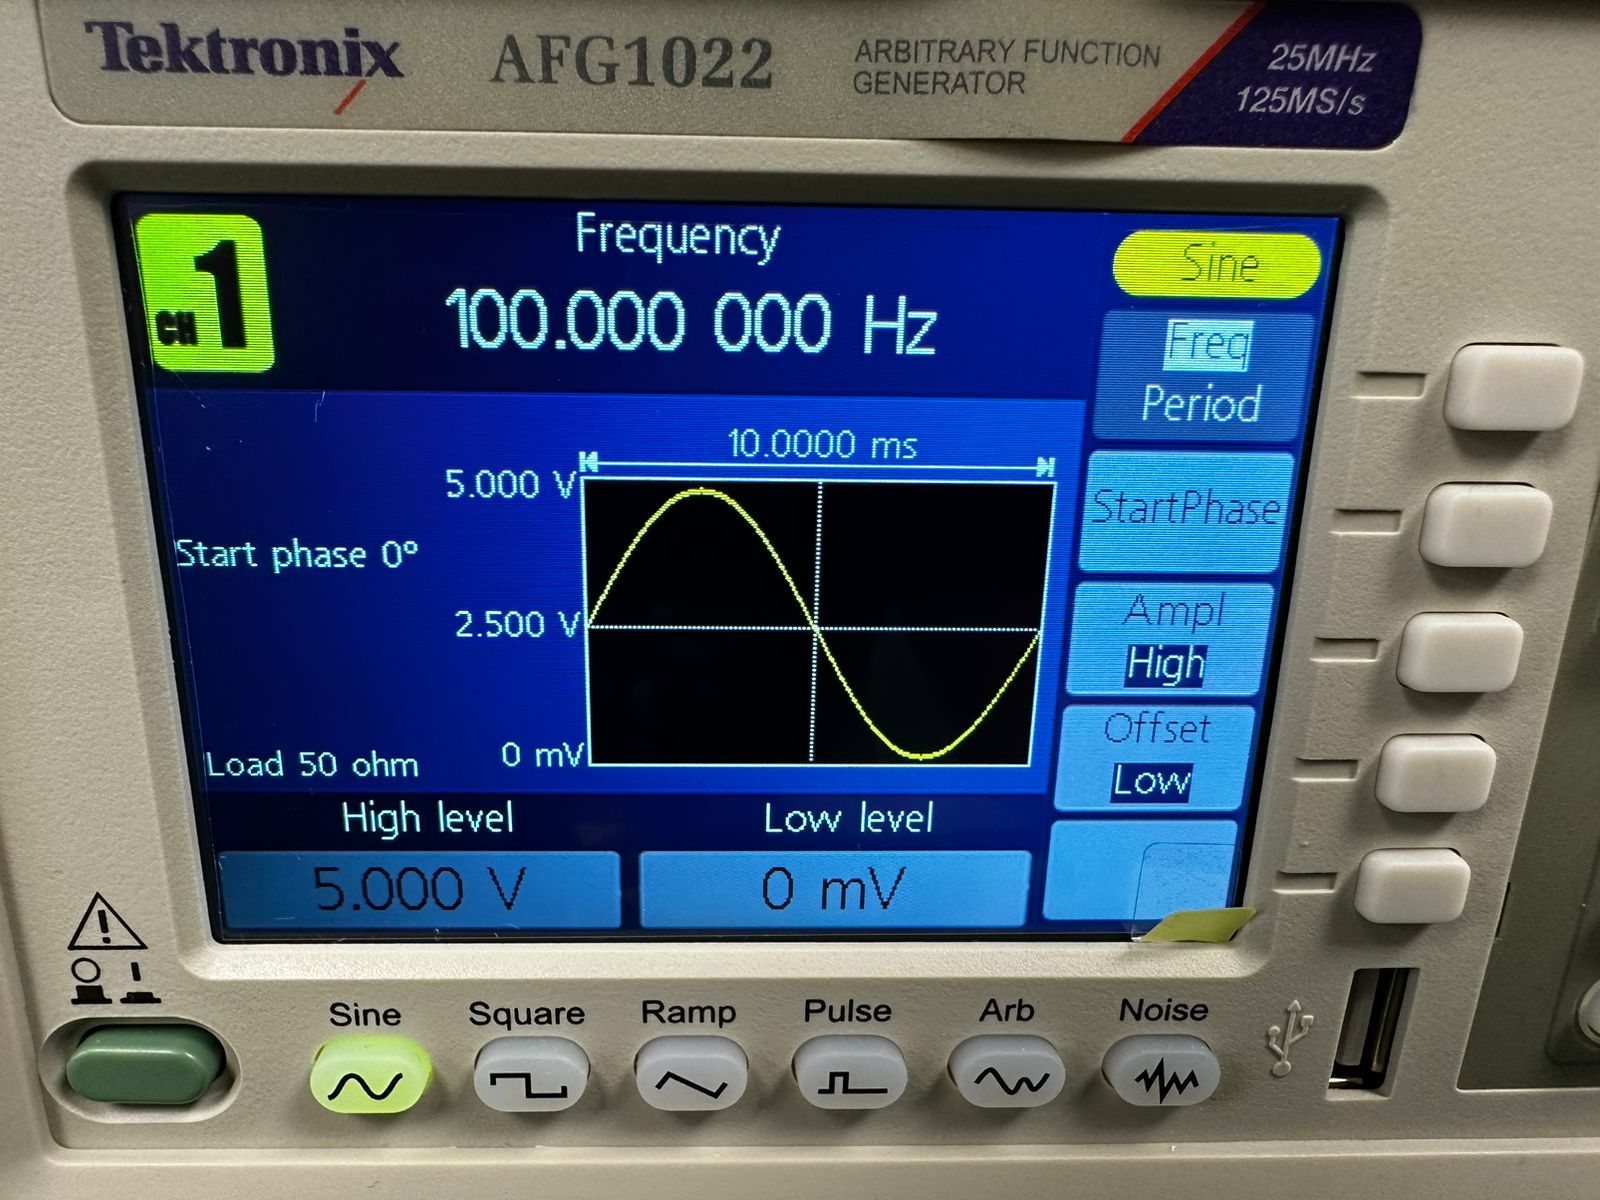 Tektronix
AFG1022
ARBITRARY FUNCTION
GENERATOR
25MHz
125MS/s
CH 1
Frequency
100.000 000 Hz
Sine
Freq
Period
StartPhase
Ampl
High
Offset
Low
10.0000 ms
5.000 V
Start phase 0°
2.500 V
Load 50 ohm
0 mV
High level
Low level
5.000 V
0 mV
Sine
Square
Ramp
Pulse
Arb
Noise